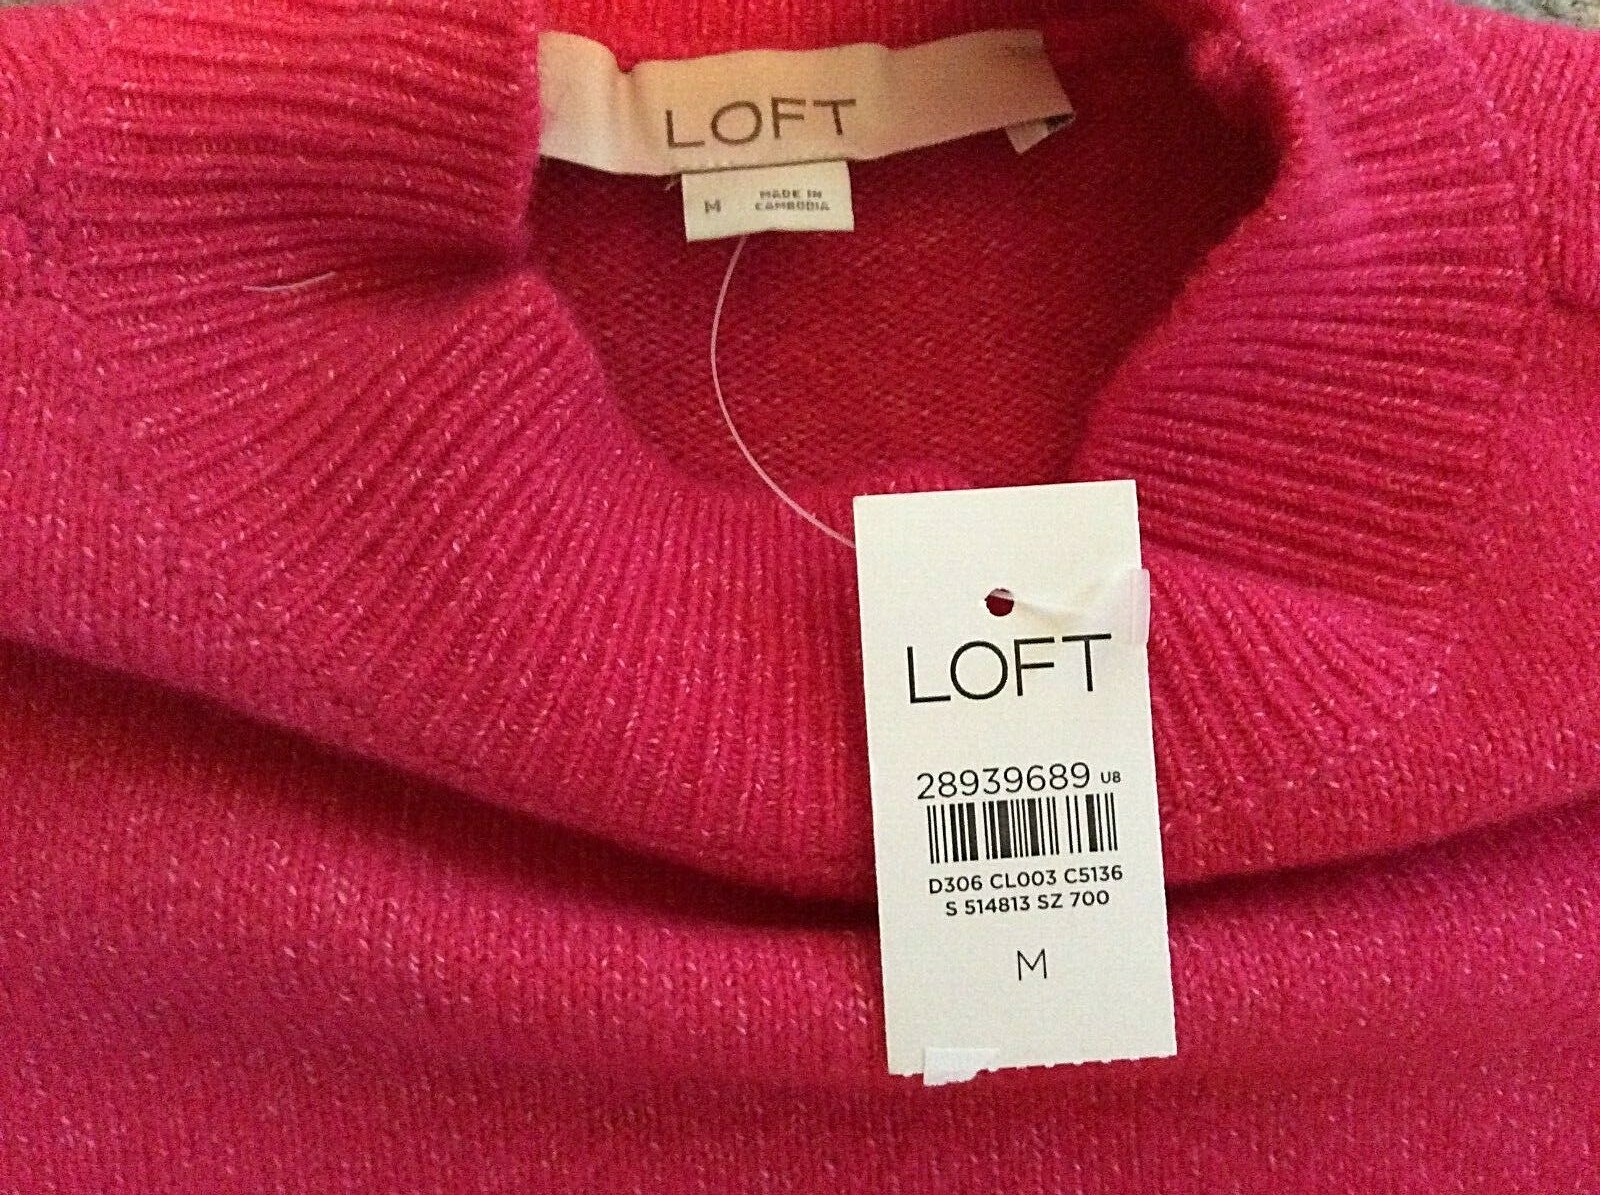 LOFT
M
MADE IN
CAMBODIA
LOFT
28939689 U8
D306 CL003 C5136
S 514813 SZ 700
M